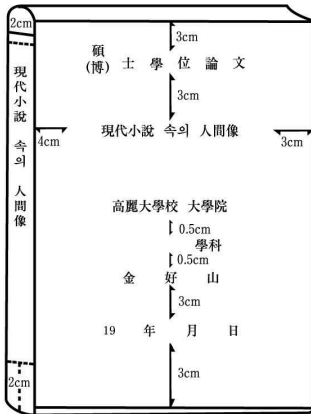 2cm
現代小說 속의 人間像
2cm
3cm
碩
(博) 士 學 位 論 文
3cm
現代小說 속의 人間像
4cm
3cm
高麗大學校 大學院
0.5cm
學科
0.5cm
金 好 山
3cm
19 年 月 日
3cm